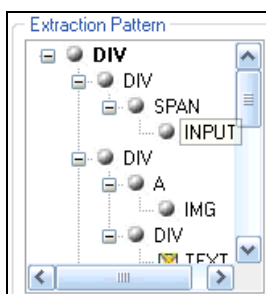 Extraction Pattern
DIV
DIV
SPAN
INPUT
DIV
A
IMG
DIV
TEXT